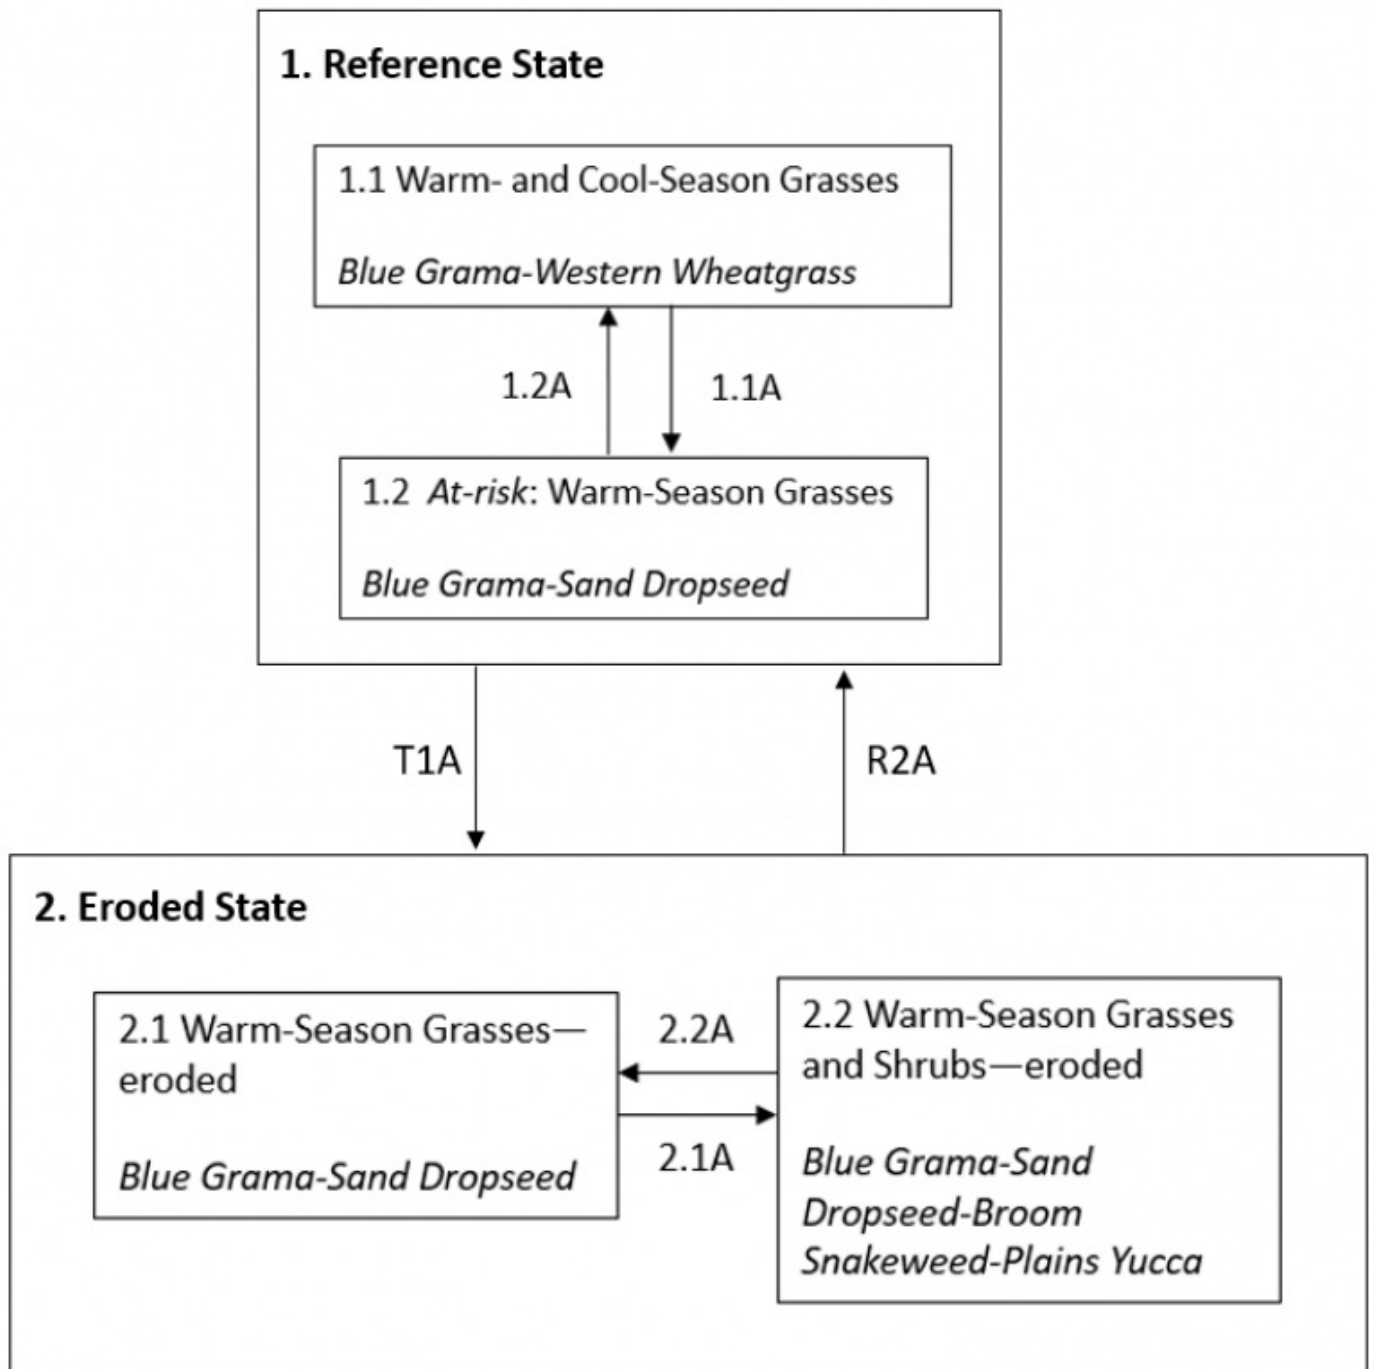 1. Reference State
1.1 Warm- and Cool-Season Grasses
Blue Grama-Western Wheatgrass
1.2A
1.1A
1.2 At-risk: Warm-Season Grasses
Blue Grama-Sand Dropseed
T1A
R2A
2. Eroded State
2.1 Warm-Season Grasses—
eroded
Blue Grama-Sand Dropseed
2.2A
2.1A
2.2 Warm-Season Grasses
and Shrubs—eroded
Blue Grama-Sand
Dropseed-Broom
Snakeweed-Plains Yucca